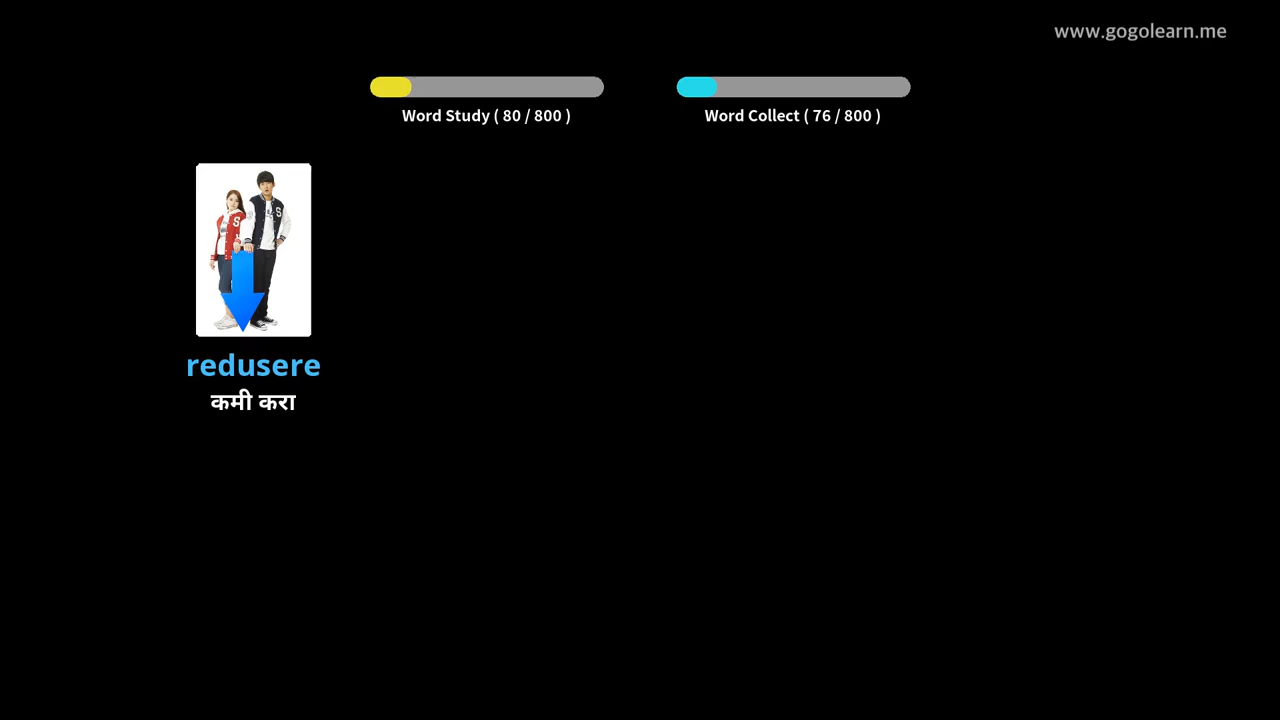 www.gogolearn.me
Word Study ( 80 / 800 )
Word Collect ( 76 / 800 )
S
S
redusere
कमी करा